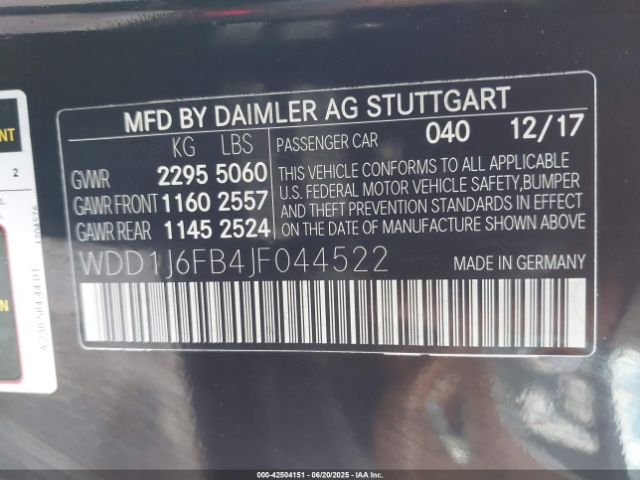 MFD BY DAIMLER AG STUTTGART
KG LBS PASSENGER CAR 040 12/17
GVWR 2295 5060
GAWR FRONT 1160 2557
GAWR REAR 1145 2524
THIS VEHICLE CONFORMS TO ALL APPLICABLE
U.S. FEDERAL MOTOR VEHICLE SAFETY,BUMPER
AND THEFT PREVENTION STANDARDS IN EFFECT
ON THE DATE OF MANUFACTURE SHOWN ABOVE
WDD1J6FB4JF044522 MADE IN GERMANY
2
000-42504151 - 06/20/2025 - IAA Inc. (U.S.)